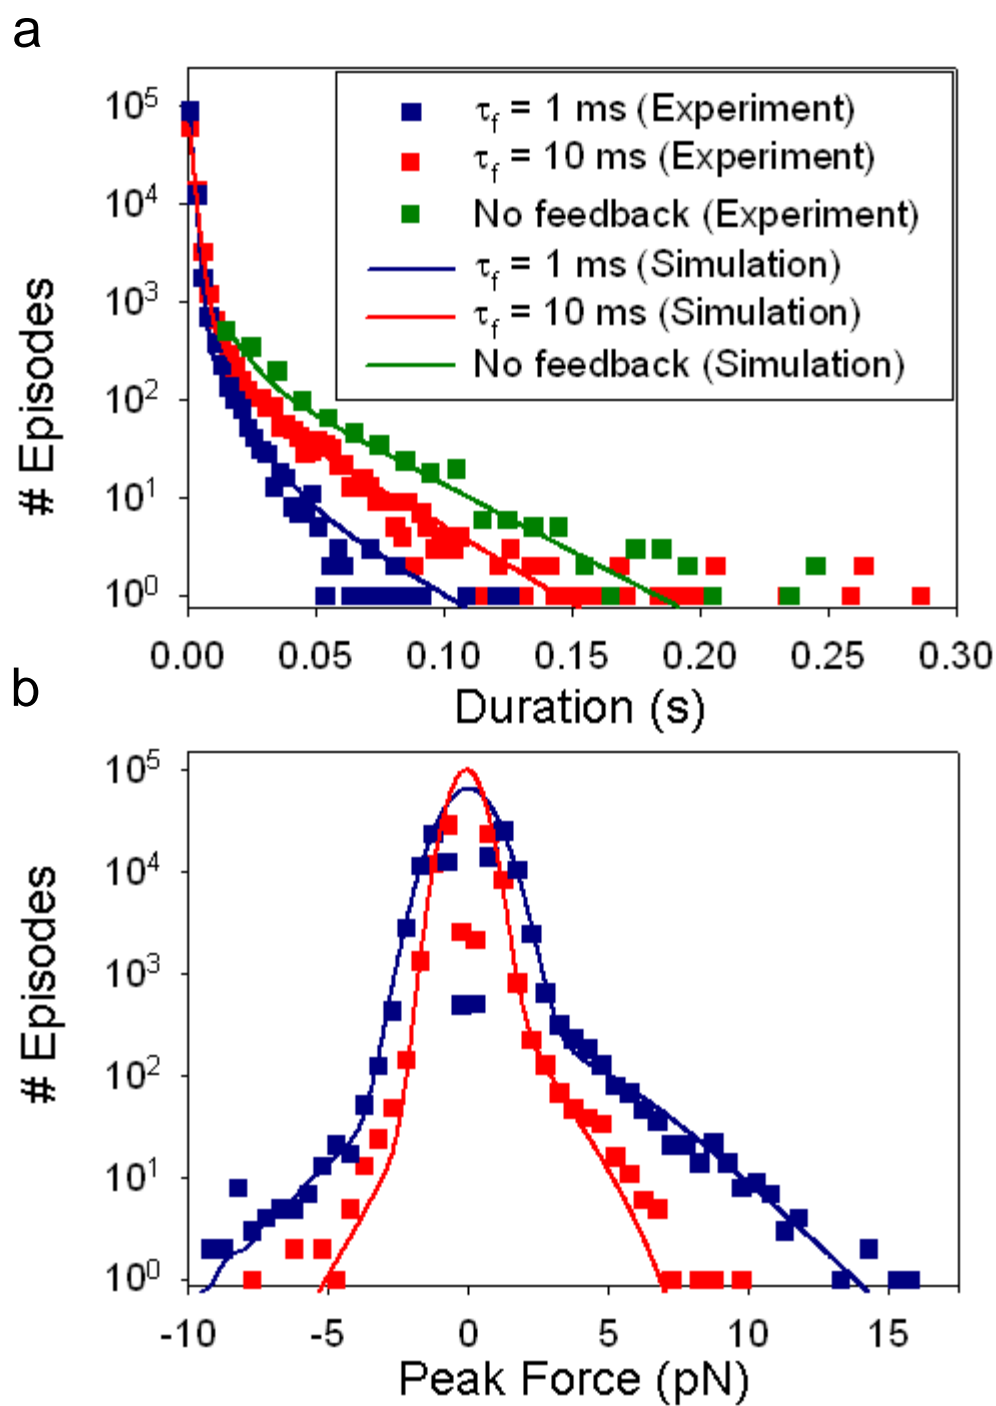 a
10⁵
10⁴
10³
10²
10¹
10⁰
# Episodes
τf = 1 ms (Experiment)
τf = 10 ms (Experiment)
No feedback (Experiment)
τf = 1 ms (Simulation)
τf = 10 ms (Simulation)
No feedback (Simulation)
0.00 0.05 0.10 0.15 0.20 0.25 0.30
Duration (s)
b
10⁵
10⁴
10³
10²
10¹
10⁰
# Episodes
-10 -5 0 5 10 15
Peak Force (pN)